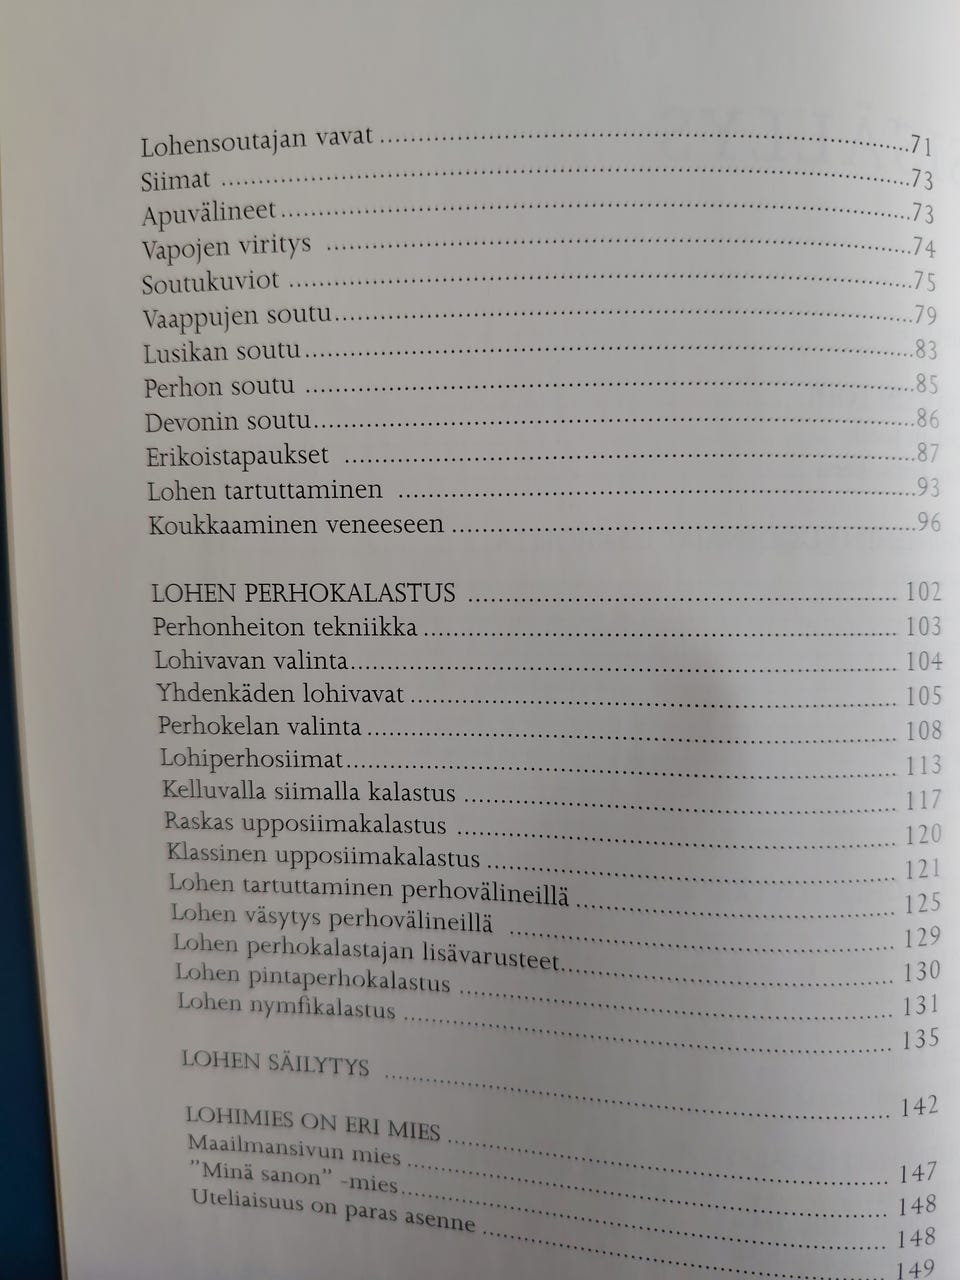 Lohensoutajan vavat ........ 71
Siimat ........ 73
Apuvälineet ........ 73
Vapojen viritys ........ 74
Soutukuviot ........ 75
Vaappujen soutu ........ 79
Lusikan soutu ........ 83
Perhon soutu ........ 85
Devonin soutu ........ 86
Erikoistapaukset ........ 87
Lohen tartuttaminen ........ 93
Koukkaaminen veneeseen ........ 96
LOHEN PERHOKALASTUS ........ 102
Perhonheiton tekniikka ........ 103
Lohivavan valinta ........ 104
Yhdenkäden lohivavat ........ 105
Perhokelan valinta ........ 108
Lohiperhosiimat ........ 113
Kelluvalla siimalla kalastus ........ 117
Raskas upposiimakalastus ........ 120
Klassinen upposiimakalastus ........ 121
Lohen tartuttaminen perhovälineillä ........ 125
Lohen väsytys perhovälineillä ........ 129
Lohen perhokalastajan lisävarusteet ........ 130
Lohen pintaperhokalastus ........ 131
Lohen nymfikalastus ........ 135
LOHEN SÄILYTYS ........ 142
LOHIMIES ON ERI MIES ........ 147
Maailmansivun mies ........ 148
”Minä sanon” -mies ........ 148
Uteliaisuus on paras asenne ........ 149